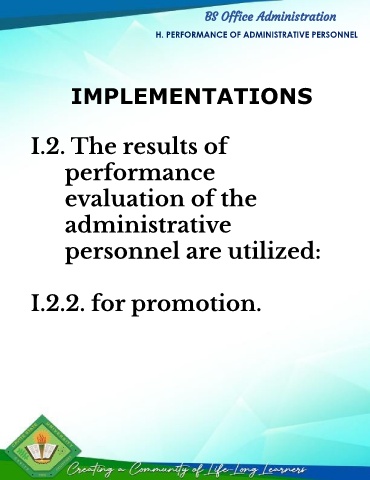 BS Office Administration
H. PERFORMANCE OF ADMINISTRATIVE PERSONNEL
IMPLEMENTATIONS
I.2. The results of
performance
evaluation of the
administrative
personnel are utilized:
I.2.2. for promotion.
Creating a Community of Life-Long Learners